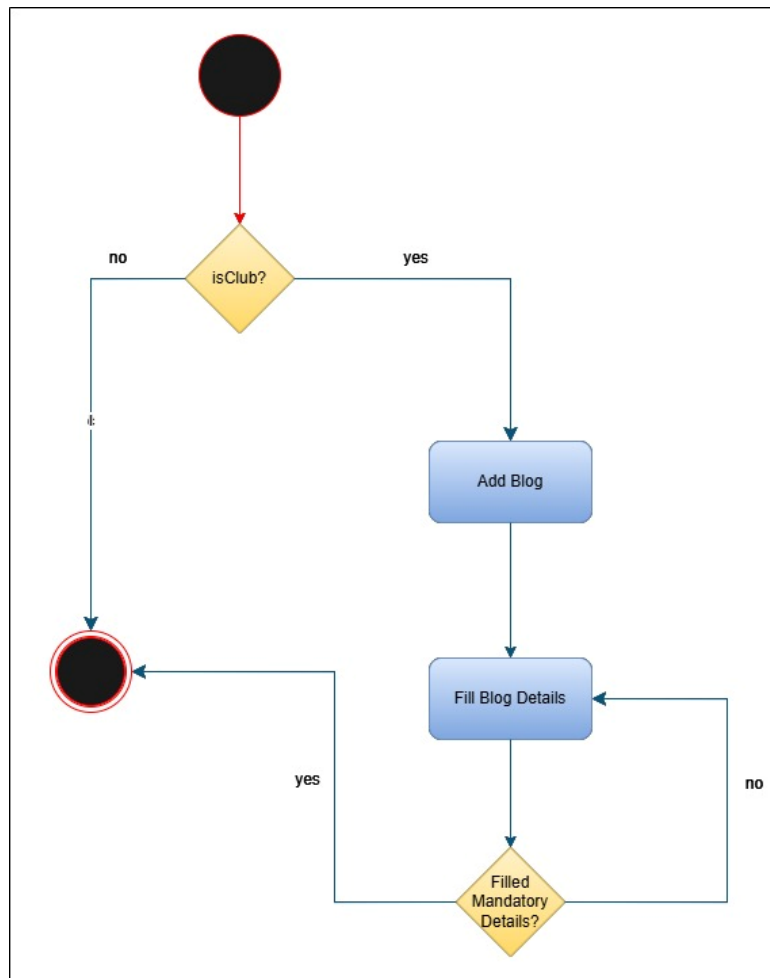 no
yes
isClub?
Add Blog
Fill Blog Details
yes
no
Filled
Mandatory
Details?